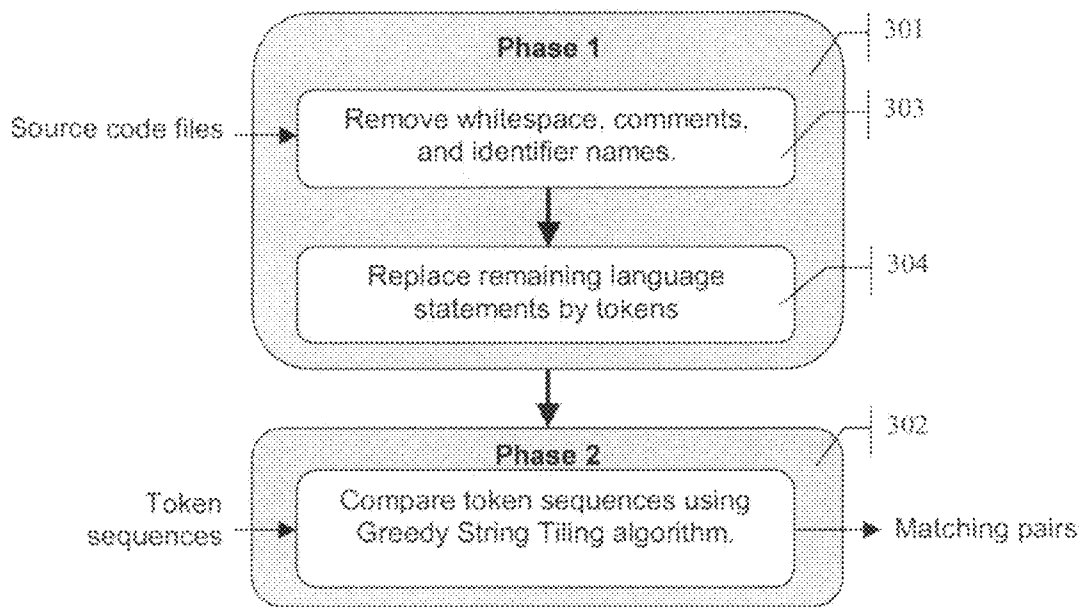 Phase 1
301
Source code files
Remove whitespace, comments,
and identifier names.
303
Replace remaining language
statements by tokens
304
302
Phase 2
Token
sequences
Compare token sequences using
Greedy String Tiling algorithm.
Matching pairs